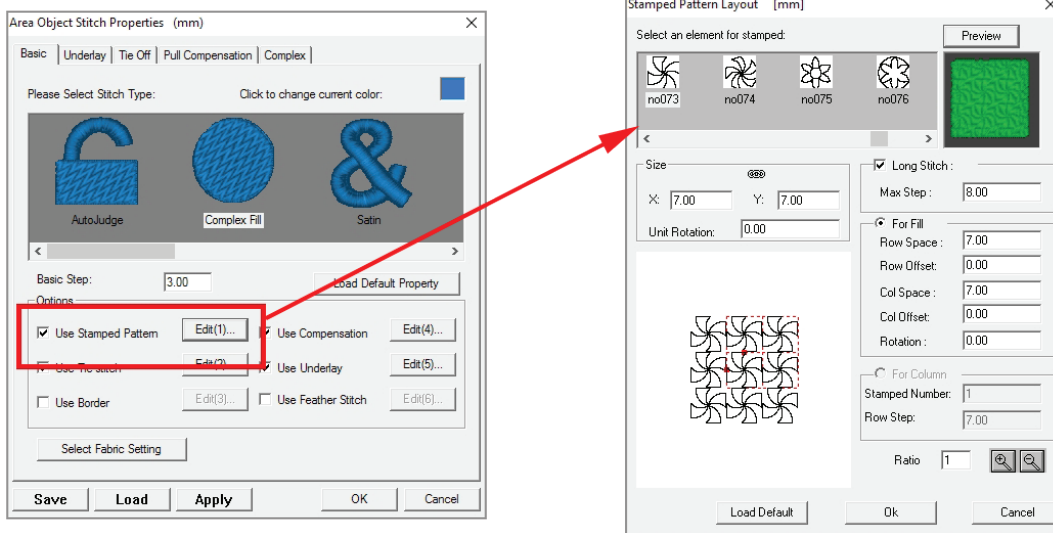 Area Object Stitch Properties (mm)
Basic
Underlay
Tie Off
Pull Compensation
Complex
Please Select Stitch Type:
Click to change current color:
AutoJudge
Complex Fill
Satin
Basic Step:
3.00
Load Default Property
Options
Use Stamped Pattern
Edit(1)...
Use Compensation
Edit(4)...
Use Tie stitch
Edit(2)...
Use Underlay
Edit(5)...
Use Border
Edit(3)...
Use Feather Stitch
Edit(6)...
Select Fabric Setting
Save
Load
Apply
OK
Cancel
Stamped Pattern Layout [mm]
Select an element for stamped:
Preview
no073
no074
no075
no076
Size
X: 7.00
Y: 7.00
Unit Rotation: 0.00
Long Stitch :
Max Step : 8.00
For Fill
Row Space : 7.00
Row Offset: 0.00
Col Space : 7.00
Col Offset: 0.00
Rotation : 0.00
For Column
Stamped Number: 1
Row Step: 7.00
Ratio 1
Load Default
Ok
Cancel